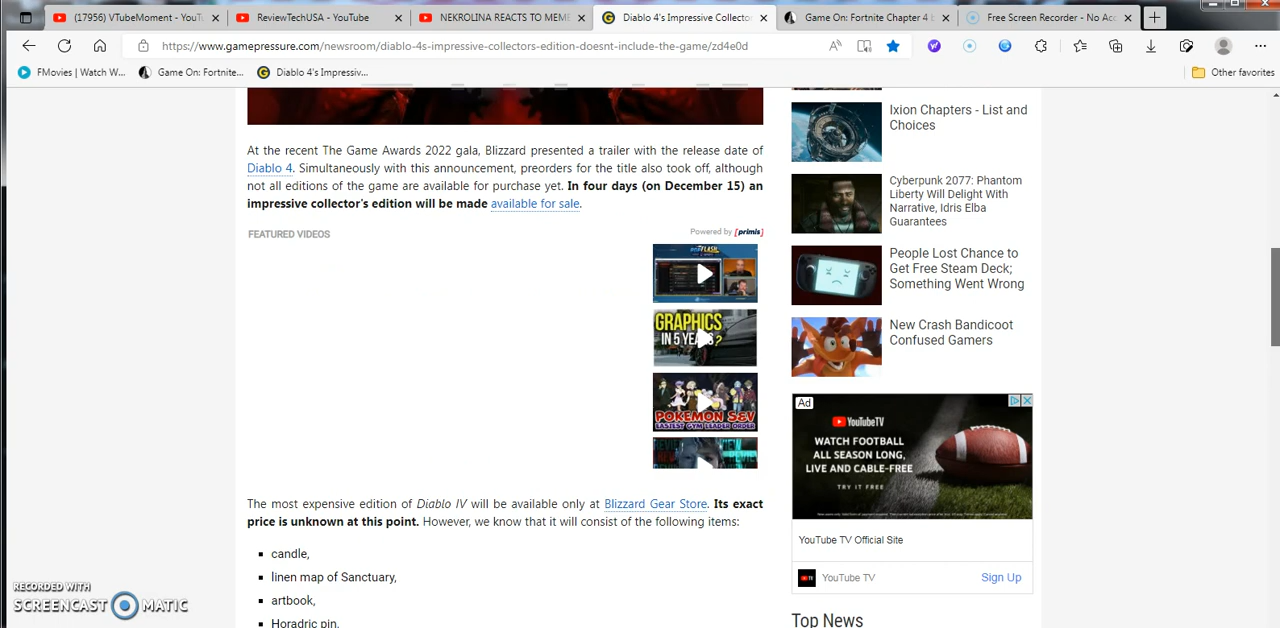 (17956) VTubeMoment - YouT
ReviewTechUSA - YouTube
NEKROLINA REACTS TO MEME
Diablo 4's Impressive Collecto
Game On: Fortnite Chapter 4 b
Free Screen Recorder - No Acc
https://www.gamepressure.com/newsroom/diablo-4s-impressive-collectors-edition-doesnt-include-the-game/zd4e0d
FMovies | Watch W...
Game On: Fortnite...
Diablo 4's Impressiv...
Other favorites
At the recent The Game Awards 2022 gala, Blizzard presented a trailer with the release date of
Diablo 4. Simultaneously with this announcement, preorders for the title also took off, although
not all editions of the game are available for purchase yet. In four days (on December 15) an
impressive collector's edition will be made available for sale.
FEATURED VIDEOS
Powered by [primis]
GRAPHICS
IN 5 YEARS?
POKEMON S&V
EASIEST GYM LEADER ORDER
The most expensive edition of Diablo IV will be available only at Blizzard Gear Store. Its exact
price is unknown at this point. However, we know that it will consist of the following items:
candle,
linen map of Sanctuary,
artbook,
Horadric pin,
Ixion Chapters - List and
Choices
Cyberpunk 2077: Phantom
Liberty Will Delight With
Narrative, Idris Elba
Guarantees
People Lost Chance to
Get Free Steam Deck;
Something Went Wrong
New Crash Bandicoot
Confused Gamers
Ad
YouTubeTV
WATCH FOOTBALL
ALL SEASON LONG,
LIVE AND CABLE-FREE
TRY IT FREE
YouTube TV Official Site
YouTube TV
Sign Up
Top News
RECORDED WITH
SCREENCAST MATIC